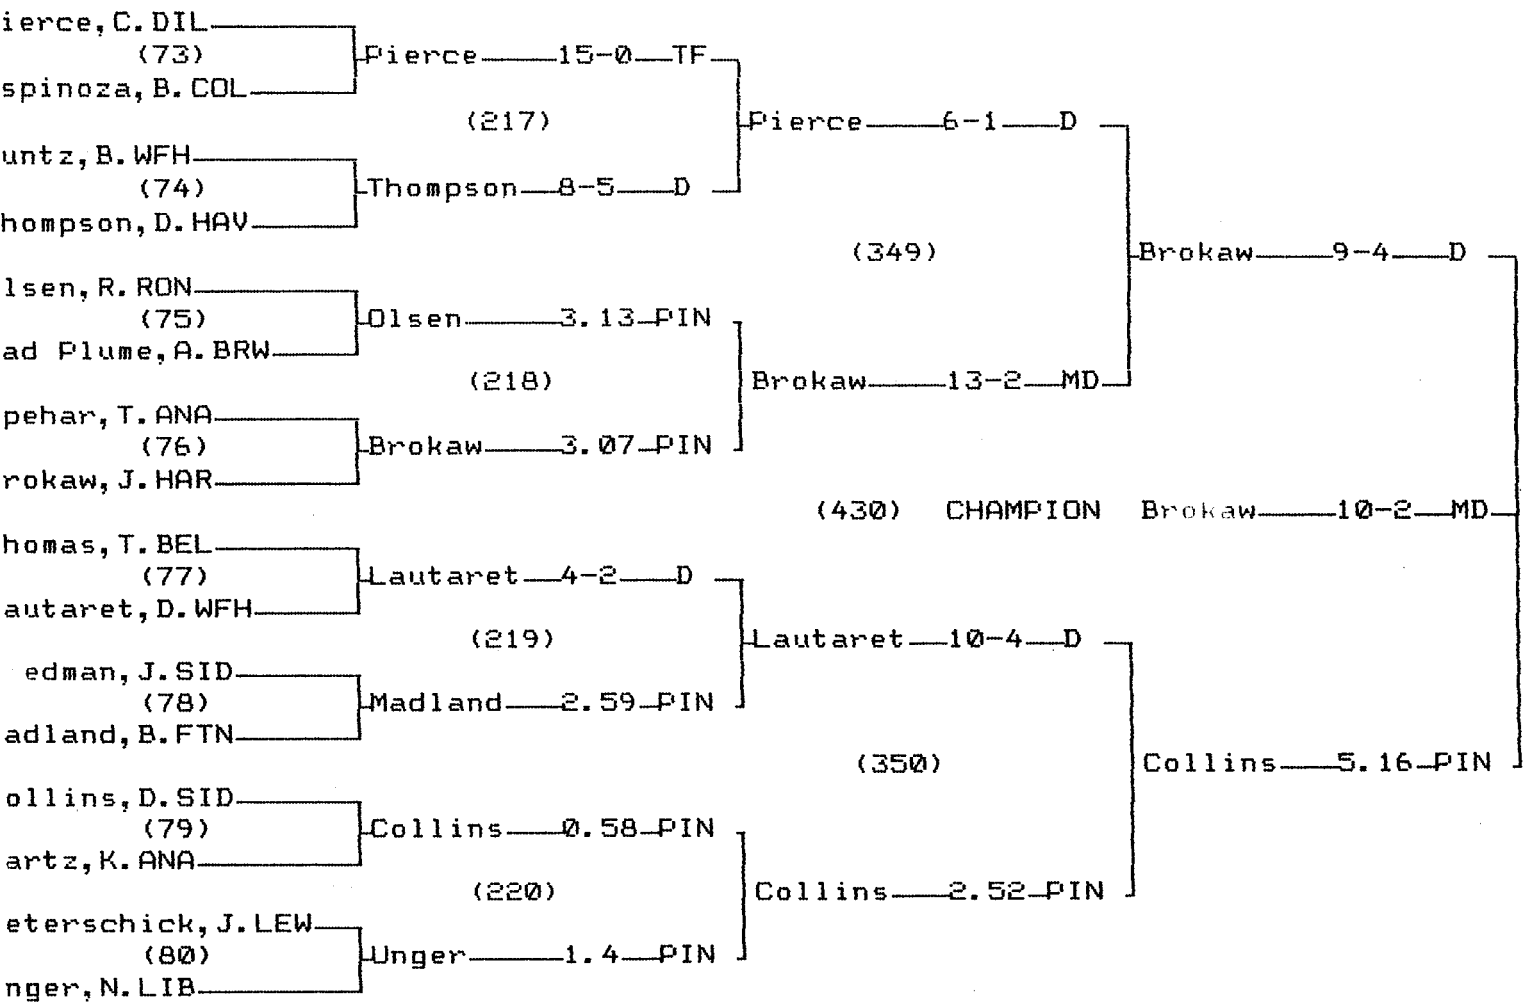 ierce, C. DIL
(73) Pierce 15-0 TF
spinoza, B. COL
(217) Pierce 6-1 D
untz, B. WFH
(74) Thompson 8-5 D
hompson, D. HAV
(349) Brokaw 9-4 D
lsen, R. RON
(75) Olsen 3.13 PIN
ad Plume, A. BRW
(218) Brokaw 13-2 MD
pehar, T. ANA
(76) Brokaw 3.07 PIN
rokaw, J. HAR
(430) CHAMPION Brokaw 10-2 MD
homas, T. BEL
(77) Lautaret 4-2 D
autaret, D. WFH
(219) Lautaret 10-4 D
edman, J. SID
(78) Madland 2.59 PIN
adland, B. FTN
(350) Collins 5.16 PIN
ollins, D. SID
(79) Collins 0.58 PIN
artz, K. ANA
(220) Collins 2.52 PIN
eterschick, J. LEW
(80) Unger 1.4 PIN
nger, N. LIB